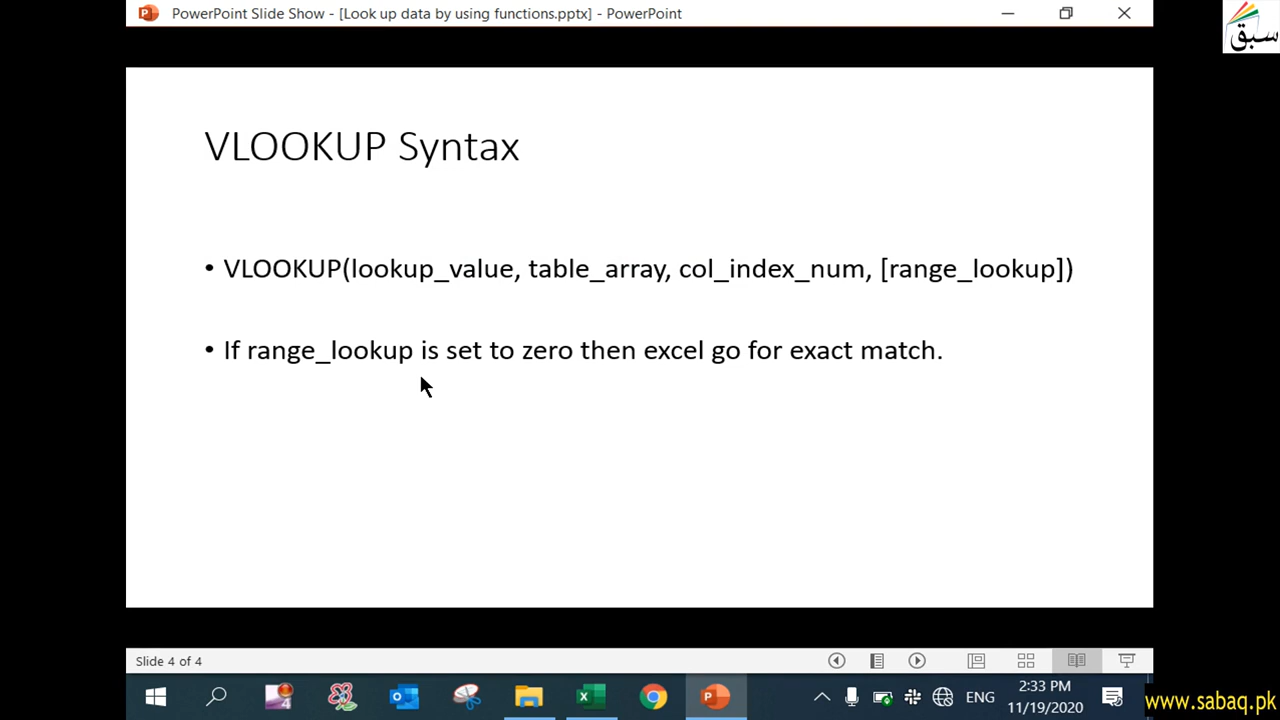 PowerPoint Slide Show - [Look up data by using functions.pptx] - PowerPoint
سبق
VLOOKUP Syntax
• VLOOKUP(lookup_value, table_array, col_index_num, [range_lookup])
• If range_lookup is set to zero then excel go for exact match.
Slide 4 of 4
ENG
2:33 PM
11/19/2020
www.sabaq.pk